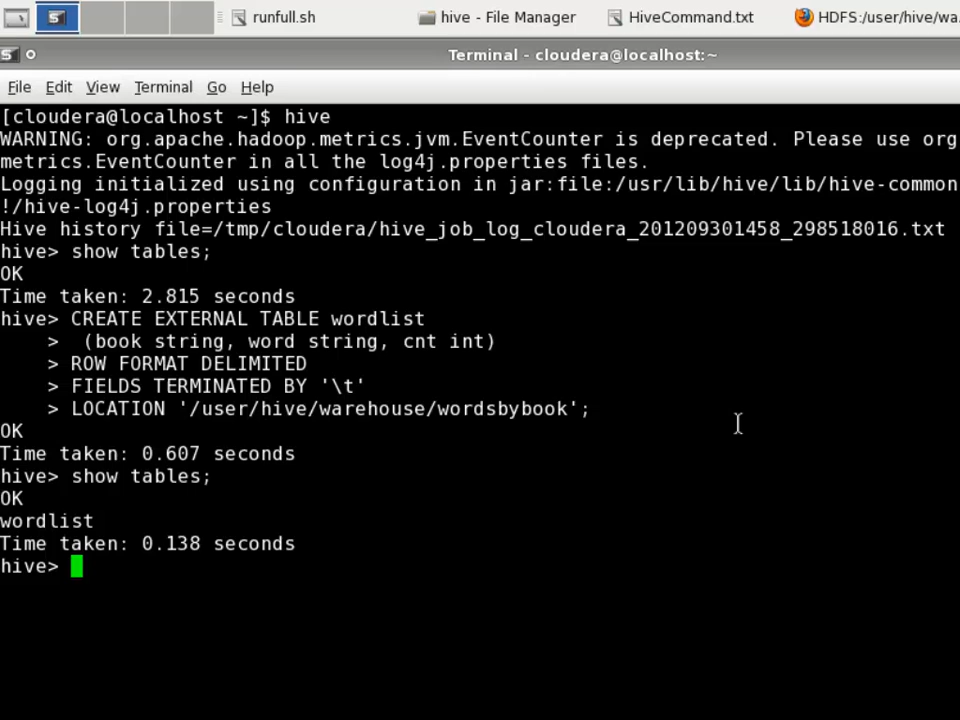 runfull.sh hive - File Manager HiveCommand.txt HDFS:/user/hive/wa
Terminal - cloudera@localhost:~
File Edit View Terminal Go Help
[cloudera@localhost ~]$ hive
WARNING: org.apache.hadoop.metrics.jvm.EventCounter is deprecated. Please use org
metrics.EventCounter in all the log4j.properties files.
Logging initialized using configuration in jar:file:/usr/lib/hive/lib/hive-common
!/hive-log4j.properties
Hive history file=/tmp/cloudera/hive_job_log_cloudera_201209301458_298518016.txt
hive> show tables;
OK
Time taken: 2.815 seconds
hive> CREATE EXTERNAL TABLE wordlist
    >  (book string, word string, cnt int)
    > ROW FORMAT DELIMITED
    > FIELDS TERMINATED BY '\t'
    > LOCATION '/user/hive/warehouse/wordsbybook';
OK
Time taken: 0.607 seconds
hive> show tables;
OK
wordlist
Time taken: 0.138 seconds
hive>